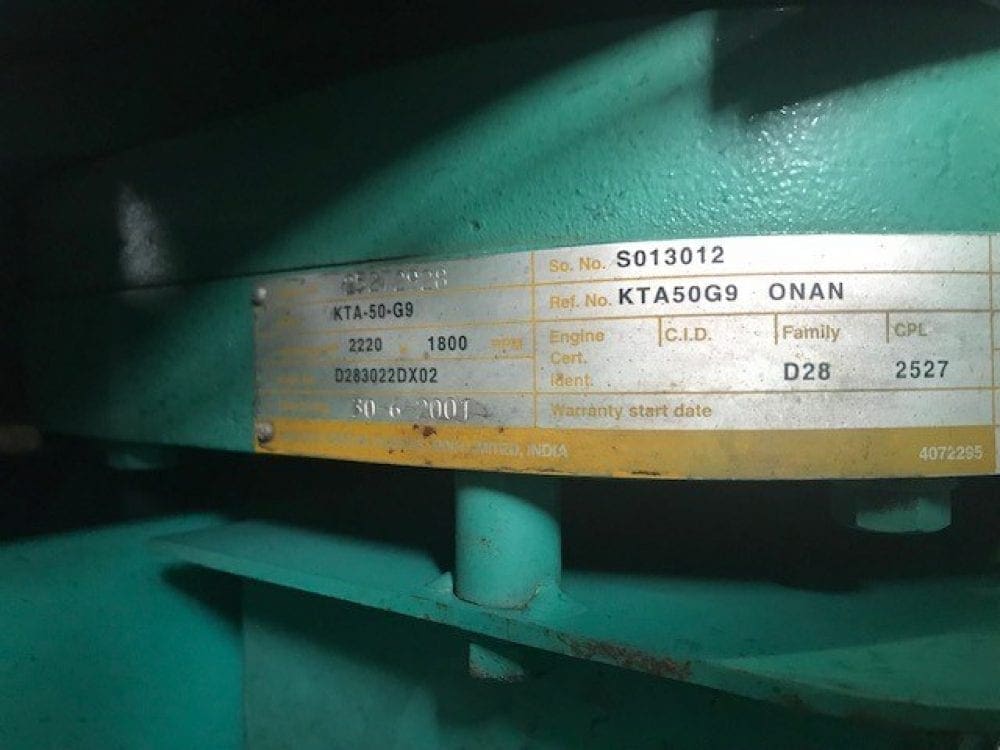 So. No. S013012
KTA-50-G9
Ref. No. KTA50G9 ONAN
2220 1800 RPM
Engine Cert. Ident. C.I.D. Family CPL
D283022DX02
D28 2527
30 6 2001
Warranty start date
LIMITED, INDIA
4072295